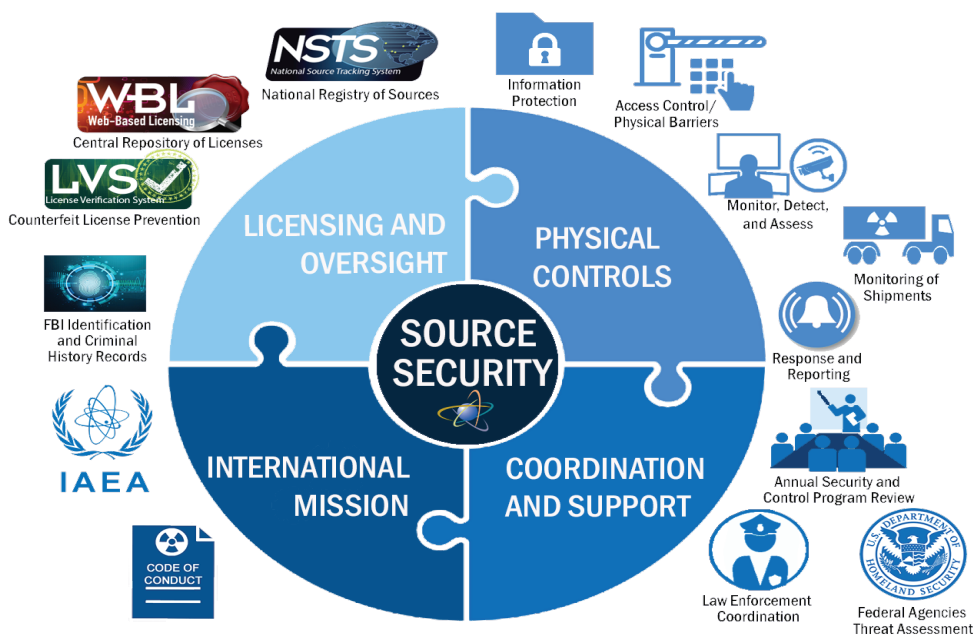 NSTS
National Source Tracking System
National Registry of Sources
W-BL
Web-Based Licensing
Central Repository of Licenses
LVS
License Verification System
Counterfeit License Prevention
FBI Identification
and Criminal
History Records
IAEA
CODE OF
CONDUCT
Information
Protection
Access Control/
Physical Barriers
Monitor, Detect,
and Assess
Monitoring of
Shipments
Response and
Reporting
Annual Security and
Control Program Review
Law Enforcement
Coordination
U.S. DEPARTMENT OF
HOMELAND SECURITY
Federal Agencies
Threat Assessment
LICENSING AND
OVERSIGHT
PHYSICAL
CONTROLS
SOURCE
SECURITY
INTERNATIONAL
MISSION
COORDINATION
AND SUPPORT